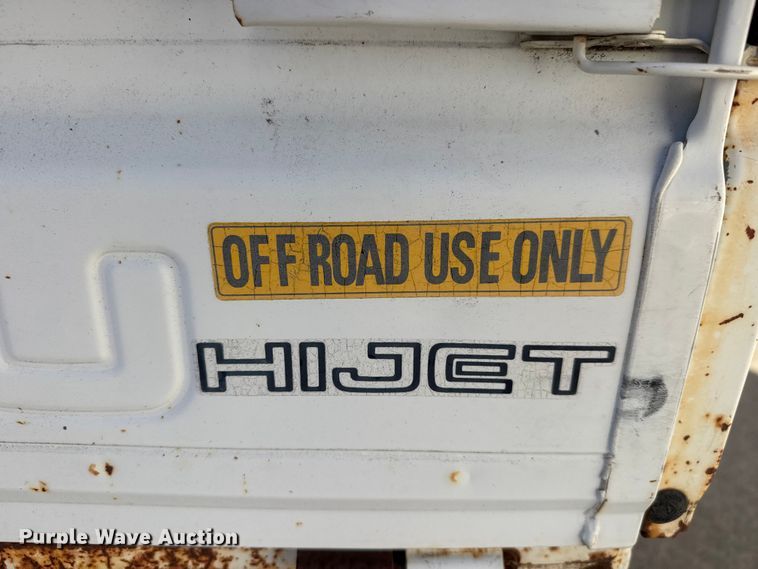 OFF ROAD USE ONLY
HIJET
Purple Wave Auction